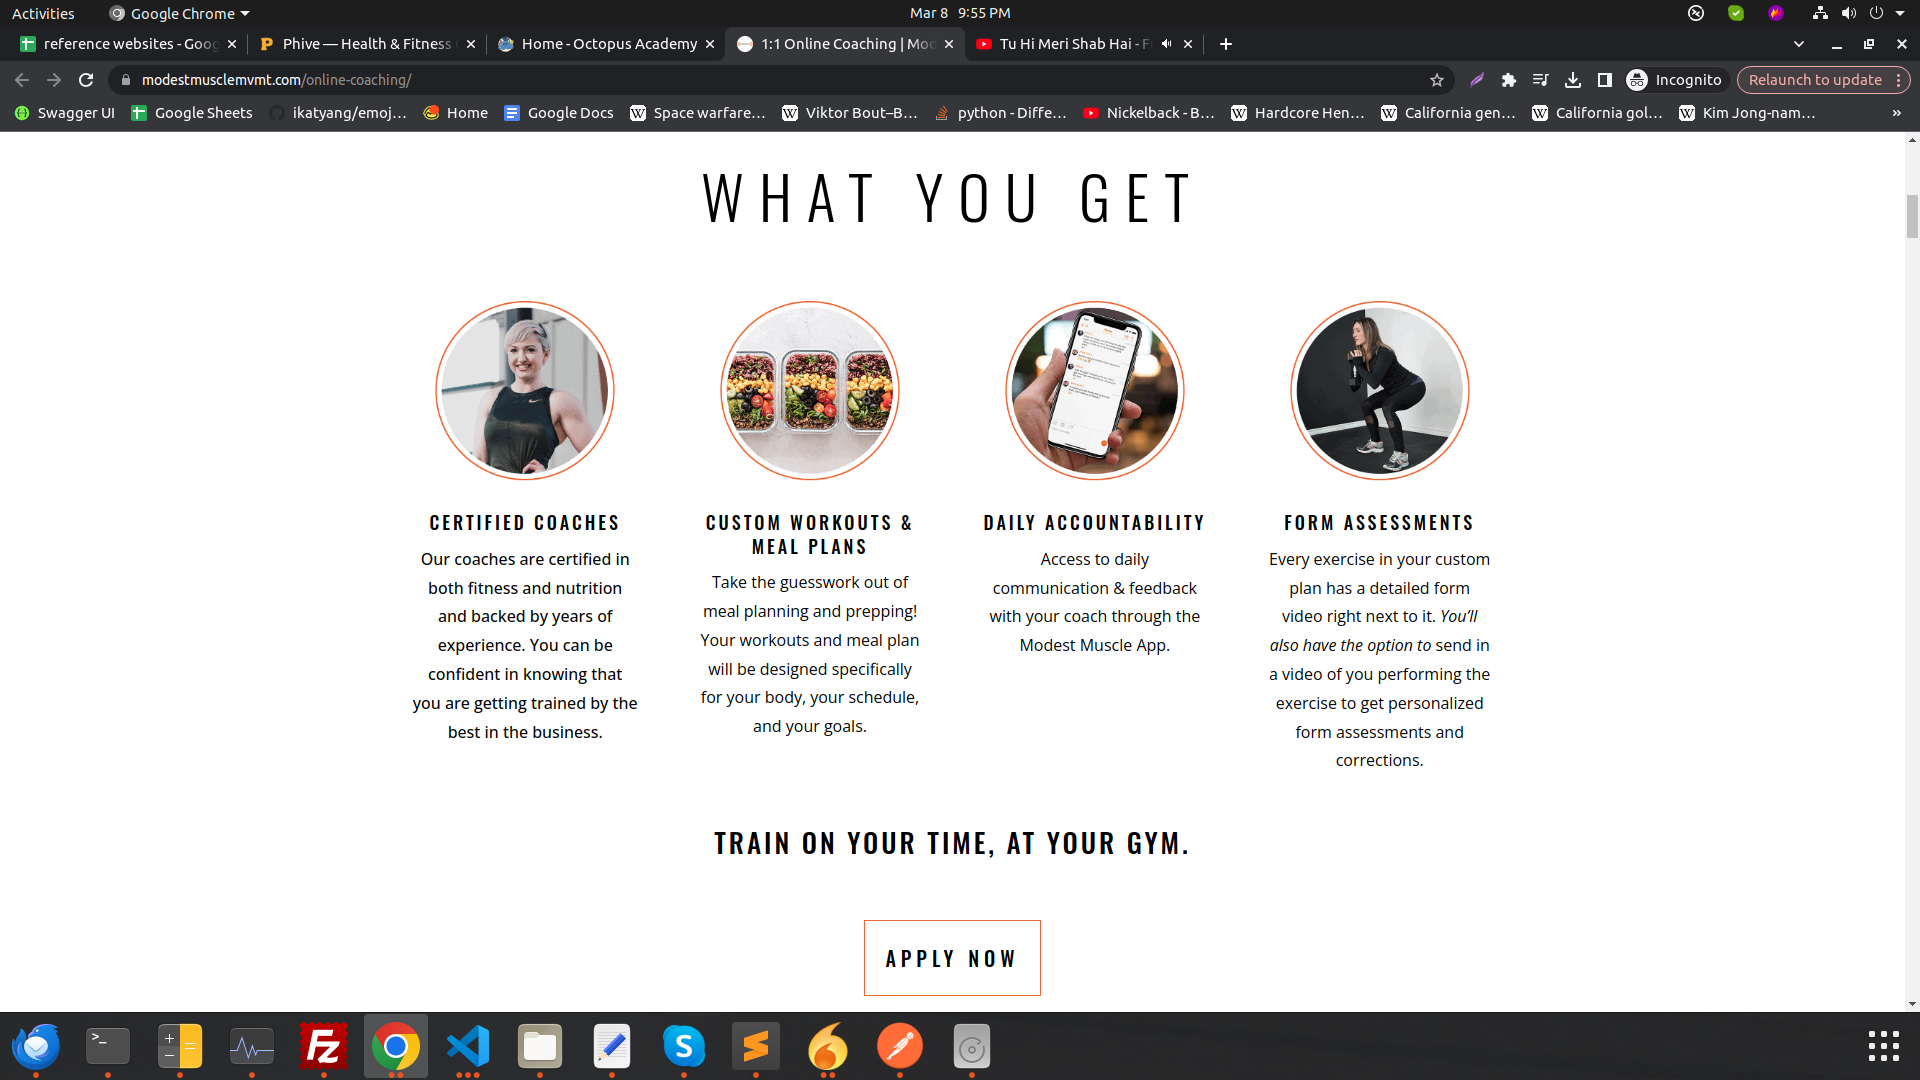 Activities
Google Chrome
Mar 8 9:55 PM
reference websites - Goog
Phive — Health & Fitness
Home - Octopus Academy
1:1 Online Coaching | Mod
Tu Hi Meri Shab Hai - F
modestmusclemvmt.com/online-coaching/
Incognito
Relaunch to update
Swagger UI
Google Sheets
ikatyang/emoj…
Home
Google Docs
Space warfare…
Viktor Bout–B…
python - Diffe…
Nickelback - B…
Hardcore Hen…
California gen…
California gol…
Kim Jong-nam…
»
WHAT YOU GET
CERTIFIED COACHES
Our coaches are certified in
both fitness and nutrition
and backed by years of
experience. You can be
confident in knowing that
you are getting trained by the
best in the business.
CUSTOM WORKOUTS &
MEAL PLANS
Take the guesswork out of
meal planning and prepping!
Your workouts and meal plan
will be designed specifically
for your body, your schedule,
and your goals.
DAILY ACCOUNTABILITY
Access to daily
communication & feedback
with your coach through the
Modest Muscle App.
FORM ASSESSMENTS
Every exercise in your custom
plan has a detailed form
video right next to it. You'll
also have the option to send in
a video of you performing the
exercise to get personalized
form assessments and
corrections.
TRAIN ON YOUR TIME, AT YOUR GYM.
APPLY NOW